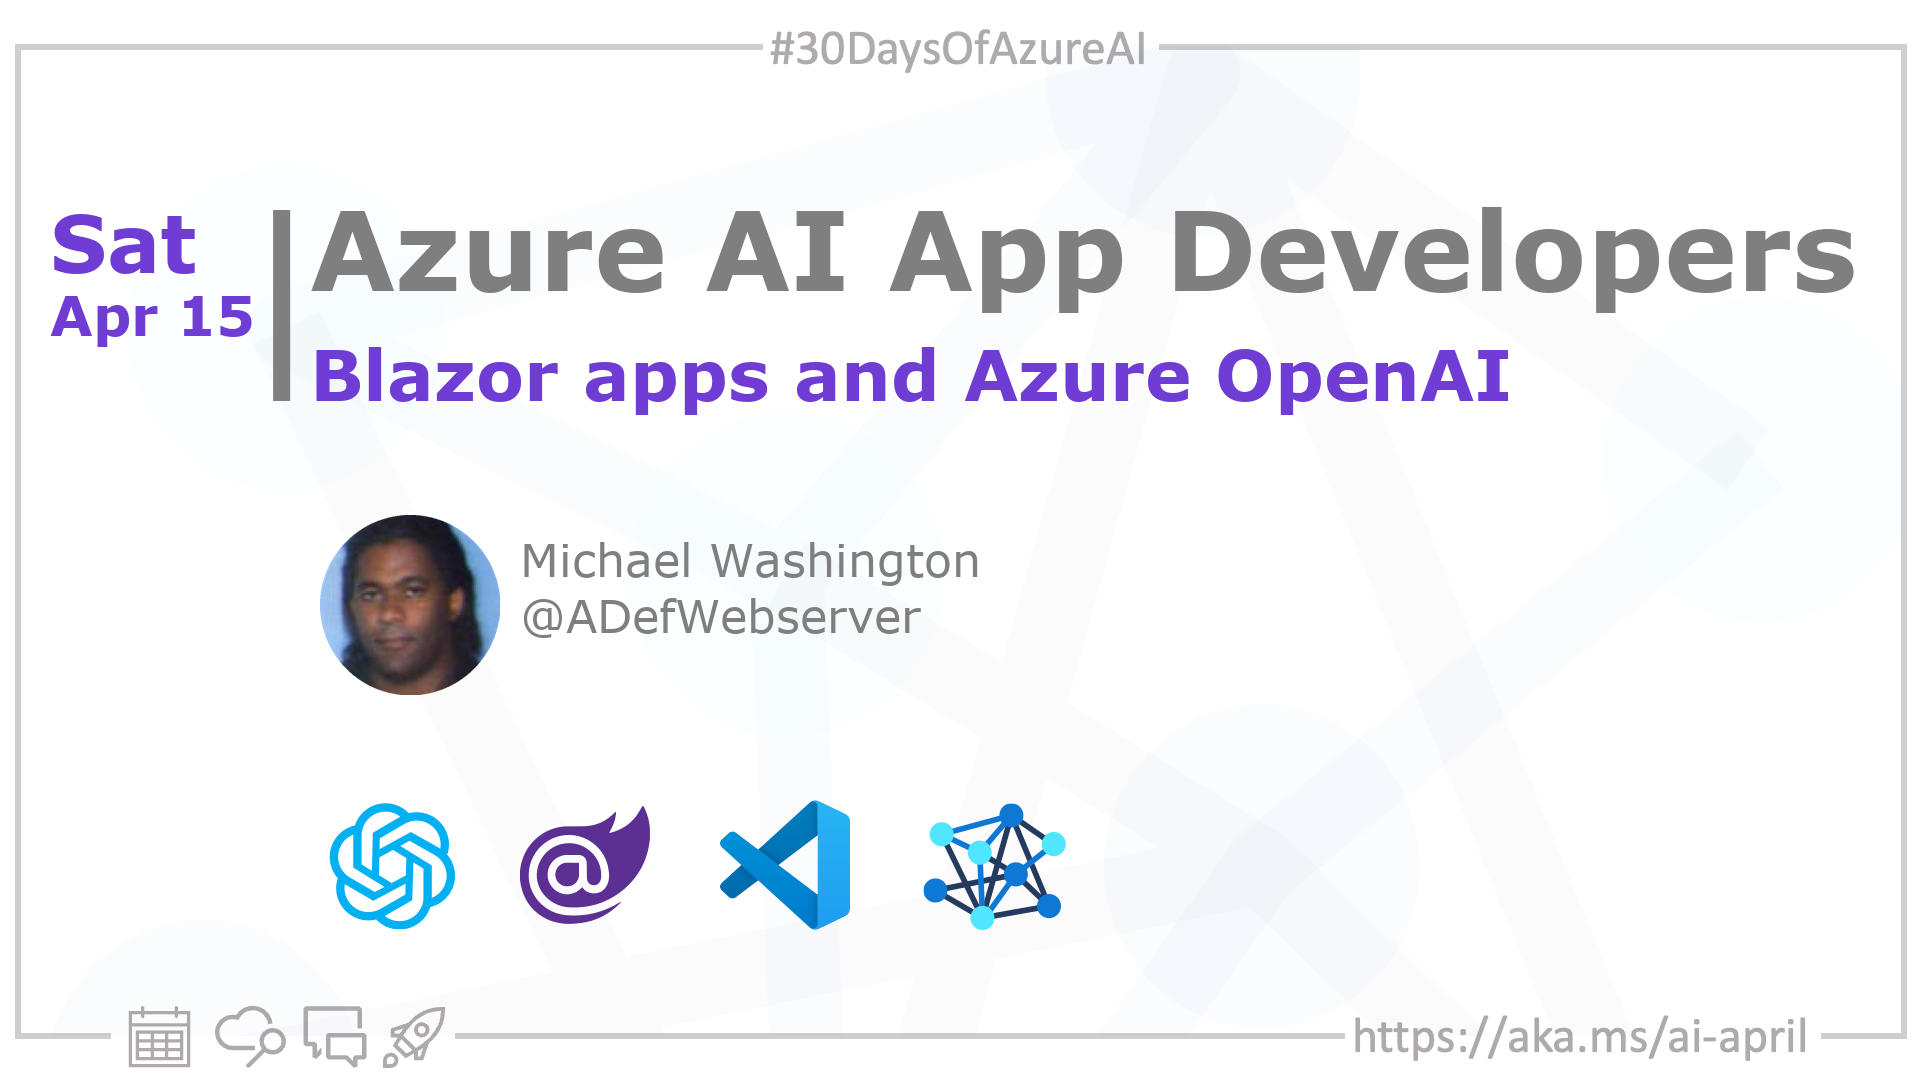 #30DaysOfAzureAI
Sat
Apr 15
Azure AI App Developers
Blazor apps and Azure OpenAI
Michael Washington
@ADefWebserver
https://aka.ms/ai-april